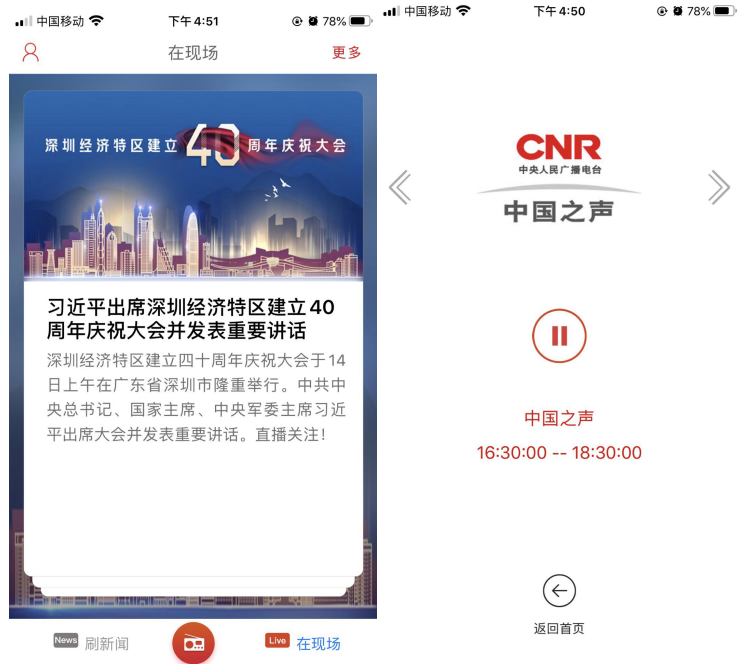 中国移动
下午4:51
78%
在现场
更多
深圳经济特区建立40周年庆祝大会
习近平出席深圳经济特区建立40
周年庆祝大会并发表重要讲话
深圳经济特区建立四十周年庆祝大会于14
日上午在广东省深圳市隆重举行。中共中
央总书记、国家主席、中央军委主席习近
平出席大会并发表重要讲话。直播关注!
News 刷新闻
Live 在现场
中国移动
下午4:50
78%
CNR
中央人民广播电台
中国之声
中国之声
16:30:00 -- 18:30:00
返回首页